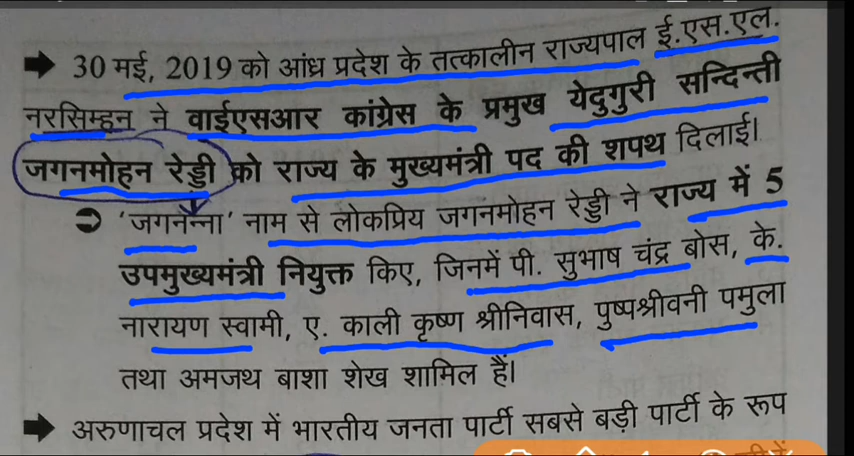 ➡ 30 मई, 2019 को आंध्र प्रदेश के तत्कालीन राज्यपाल ई.एस.एल.
नरसिम्हन ने वाईएसआर कांग्रेस के प्रमुख येदुगुरी सन्दिन्ती
जगनमोहन रेड्डी को राज्य के मुख्यमंत्री पद की शपथ दिलाई।
⮊ 'जगनन्ना' नाम से लोकप्रिय जगनमोहन रेड्डी ने राज्य में 5
उपमुख्यमंत्री नियुक्त किए, जिनमें पी. सुभाष चंद्र बोस, के.
नारायण स्वामी, ए. काली कृष्ण श्रीनिवास, पुष्पश्रीवनी पमुला
तथा अमजथ बाशा शेख शामिल हैं।
➡ अरुणाचल प्रदेश में भारतीय जनता पार्टी सबसे बड़ी पार्टी के रूप